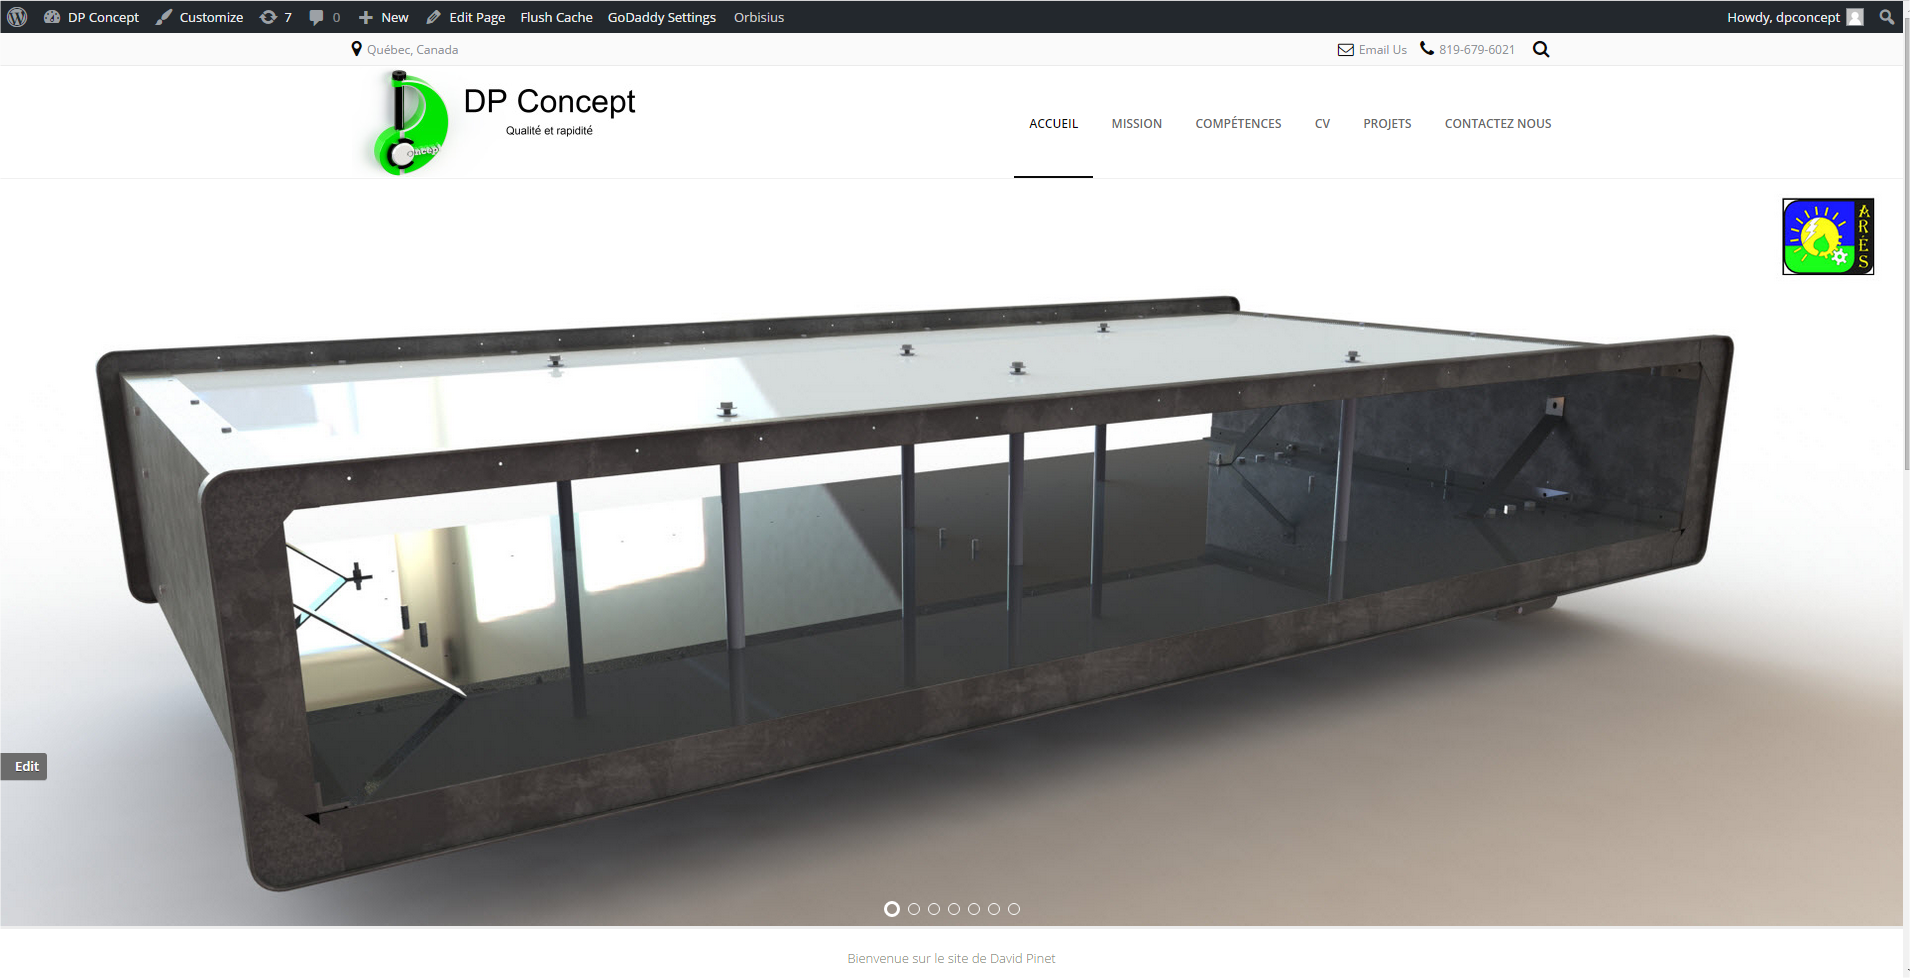 DP Concept Customize 7 0 New Edit Page Flush Cache GoDaddy Settings Orbisius Howdy, dpconcept
Québec, Canada Email Us 819-679-6021
DP Concept
Qualité et rapidité
oncept
ACCUEIL MISSION COMPÉTENCES CV PROJETS CONTACTEZ NOUS
ARÉS
Edit
Bienvenue sur le site de David Pinet